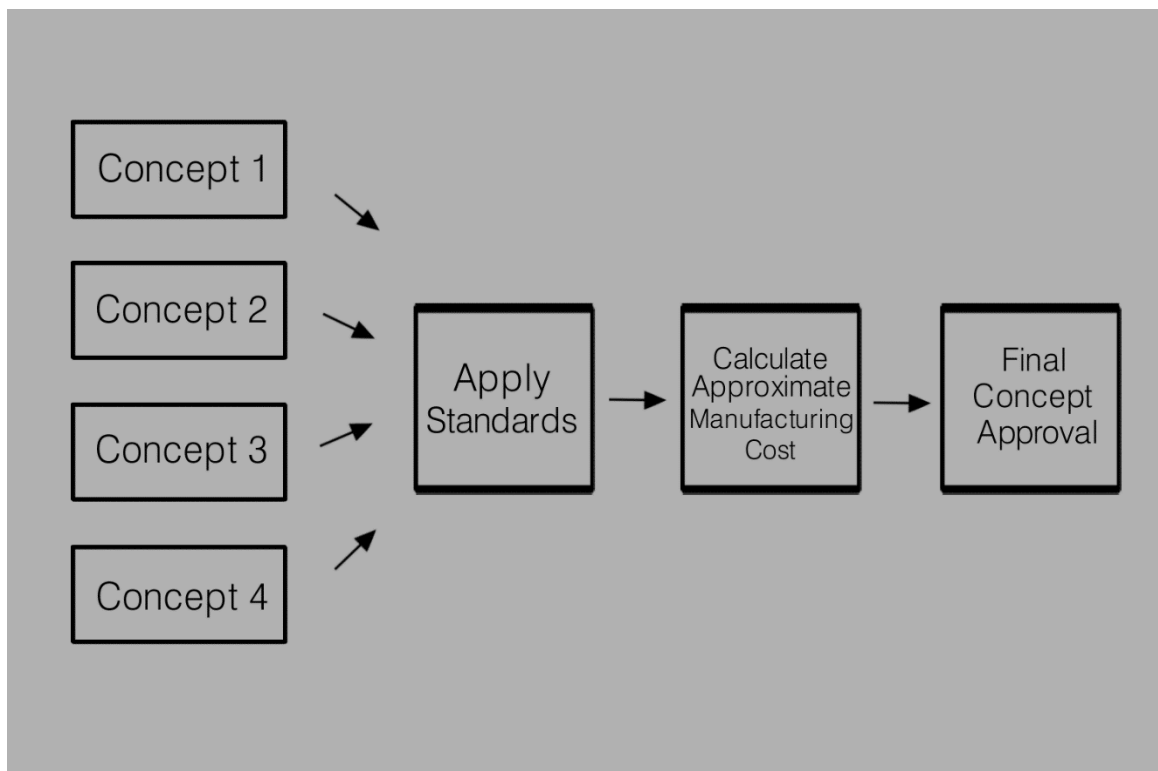 Concept 1
Concept 2
Concept 3
Concept 4
Apply
Standards
Calculate
Approximate
Manufacturing
Cost
Final
Concept
Approval